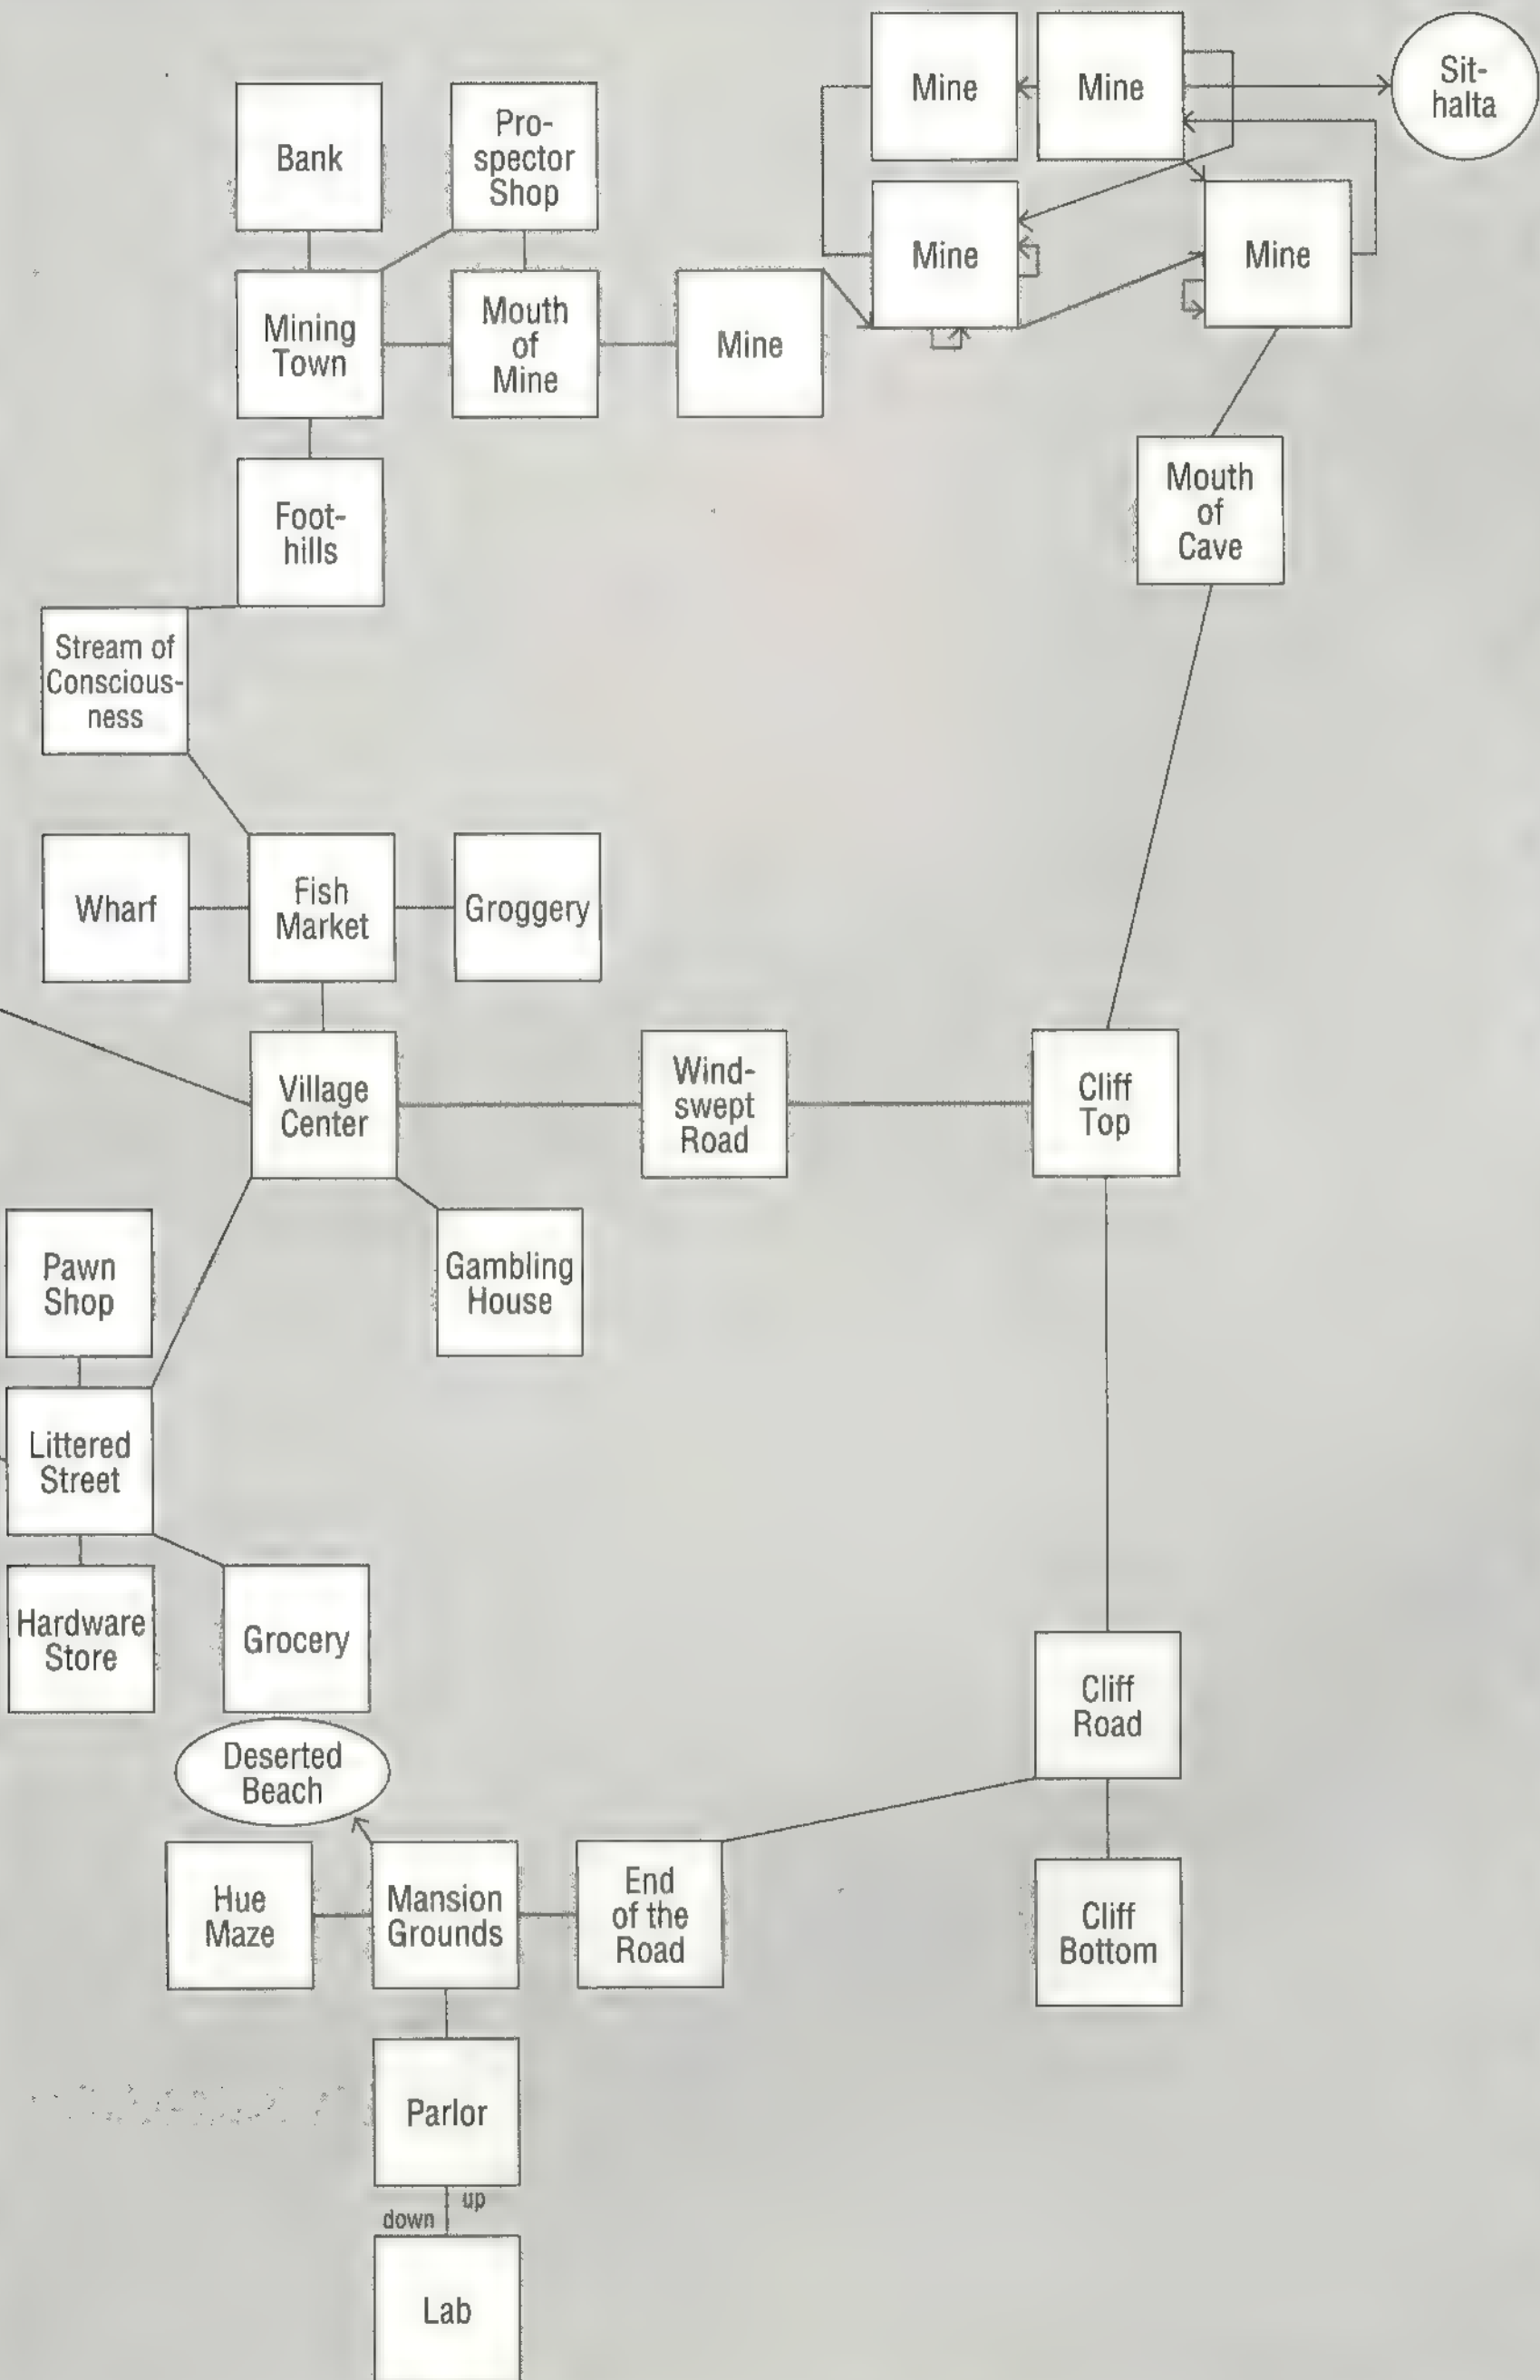 Mine
Mine
Sit-
halta
Bank
Pro-
spector
Shop
Mine
Mine
Mining
Town
Mouth
of
Mine
Mine
Mouth
of
Cave
Foot-
hills
Stream of
Conscious-
ness
Wharf
Fish
Market
Groggery
Village
Center
Wind-
swept
Road
Cliff
Top
Pawn
Shop
Gambling
House
Littered
Street
Hardware
Store
Grocery
Cliff
Road
Deserted
Beach
Hue
Maze
Mansion
Grounds
End
of the
Road
Cliff
Bottom
Parlor
up
down
Lab